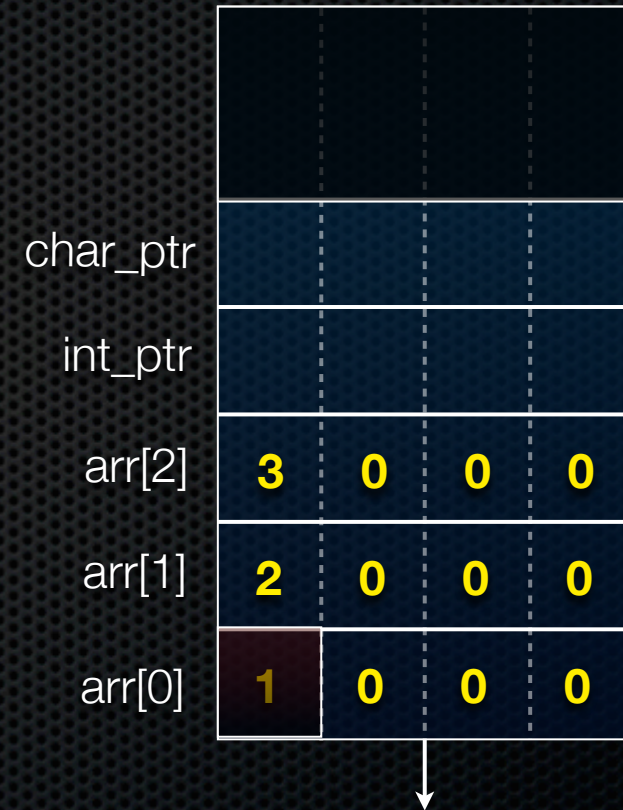 char_ptr
int_ptr
arr[2] 3 0 0 0
arr[1] 2 0 0 0
arr[0] 1 0 0 0